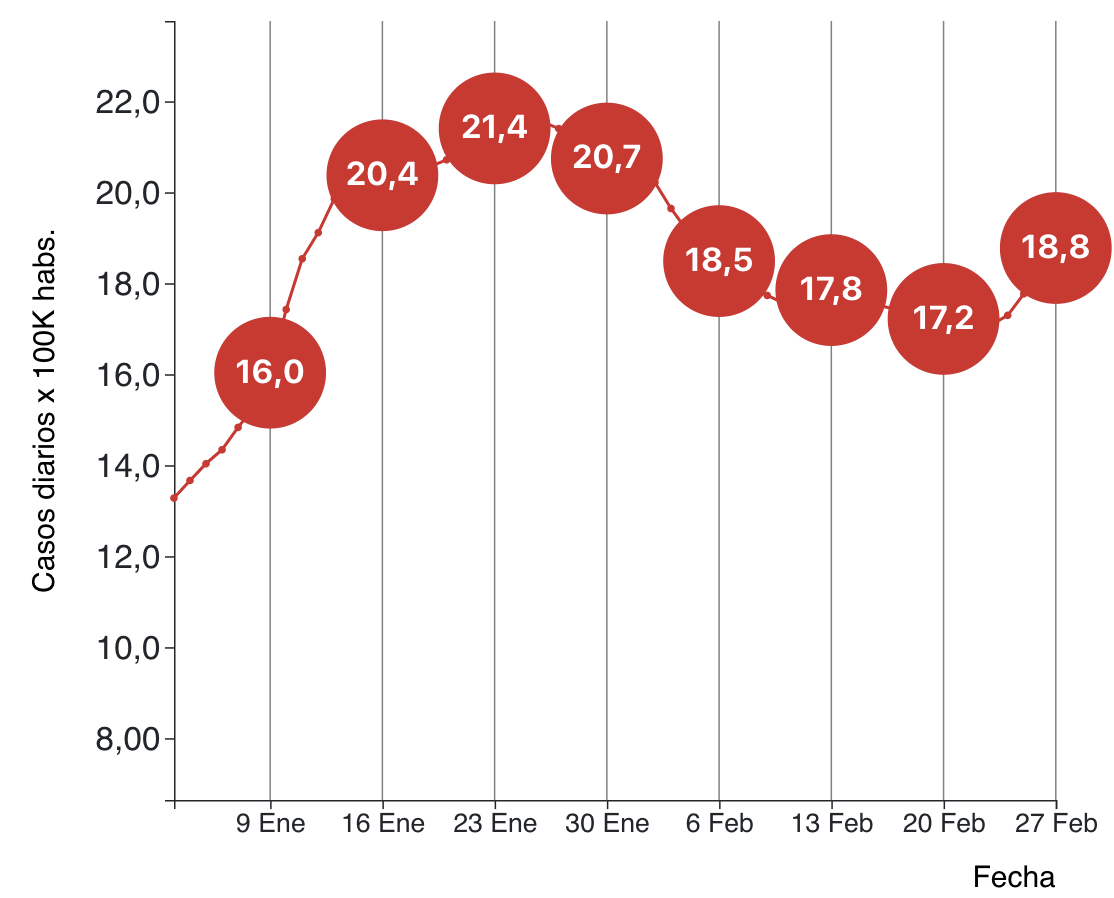 Casos diarios x 100K habs.
22,0
20,0
18,0
16,0
14,0
12,0
10,0
8,00
16,0
20,4
21,4
20,7
18,5
17,8
17,2
18,8
9 Ene
16 Ene
23 Ene
30 Ene
6 Feb
13 Feb
20 Feb
27 Feb
Fecha